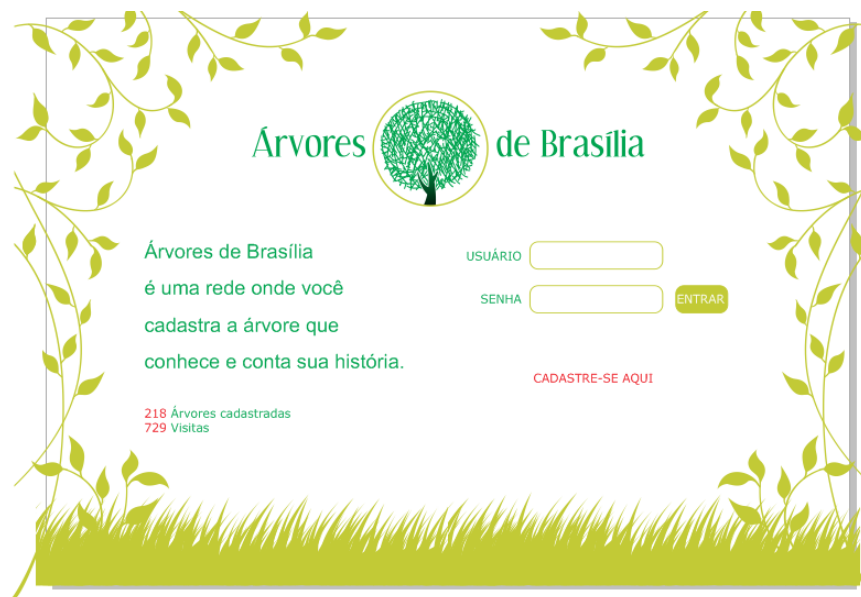 Árvores de Brasília
Árvores de Brasília
é uma rede onde você
cadastra a árvore que
conhece e conta sua história.
218 Árvores cadastradas
729 Visitas
USUÁRIO
SENHA ENTRAR
CADASTRE-SE AQUI